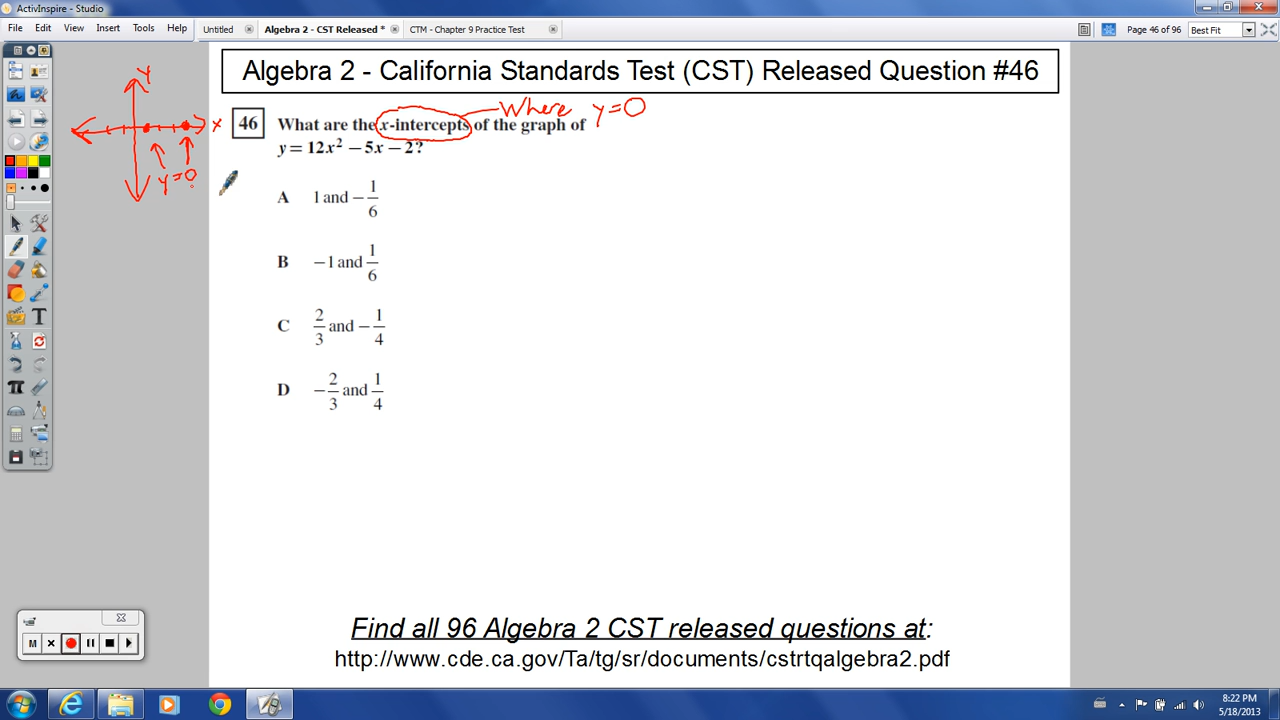 ActivInspire - Studio
File Edit View Insert Tools Help
Untitled Algebra 2 - CST Released * CTM - Chapter 9 Practice Test
Page 46 of 96 Best Fit
Algebra 2 - California Standards Test (CST) Released Question #46
Where y=0
46 What are the x-intercepts of the graph of
y = 12x² − 5x − 2?
A 1 and −1/6
B −1 and 1/6
C 2/3 and −1/4
D −2/3 and 1/4
y
x
y=0
Find all 96 Algebra 2 CST released questions at:
http://www.cde.ca.gov/Ta/tg/sr/documents/cstrtqalgebra2.pdf
M
8:22 PM
5/18/2013